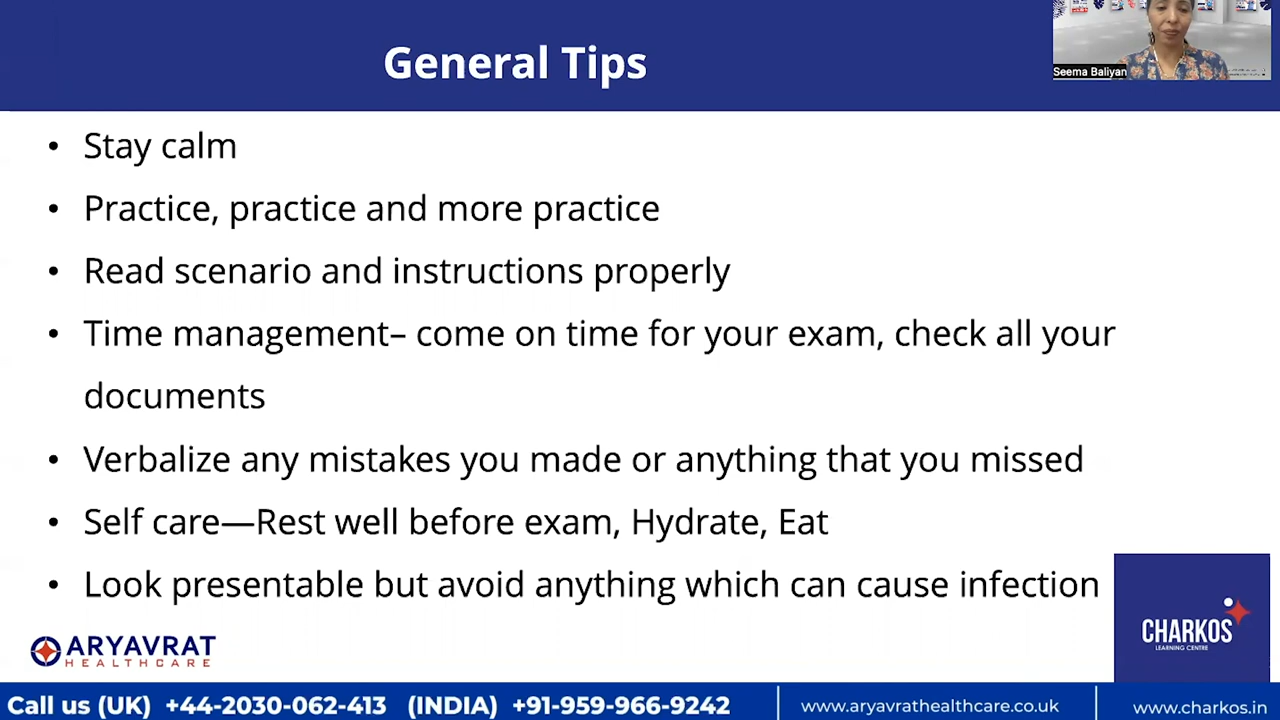 General Tips
Seema Baliyan
• Stay calm
• Practice, practice and more practice
• Read scenario and instructions properly
• Time management– come on time for your exam, check all your
documents
• Verbalize any mistakes you made or anything that you missed
• Self care—Rest well before exam, Hydrate, Eat
• Look presentable but avoid anything which can cause infection
CHARKOS
LEARNING CENTRE
ARYAVRAT
HEALTHCARE
Call us (UK) +44-2030-062-413 (INDIA) +91-959-966-9242 www.aryavrathealthcare.co.uk www.charkos.in